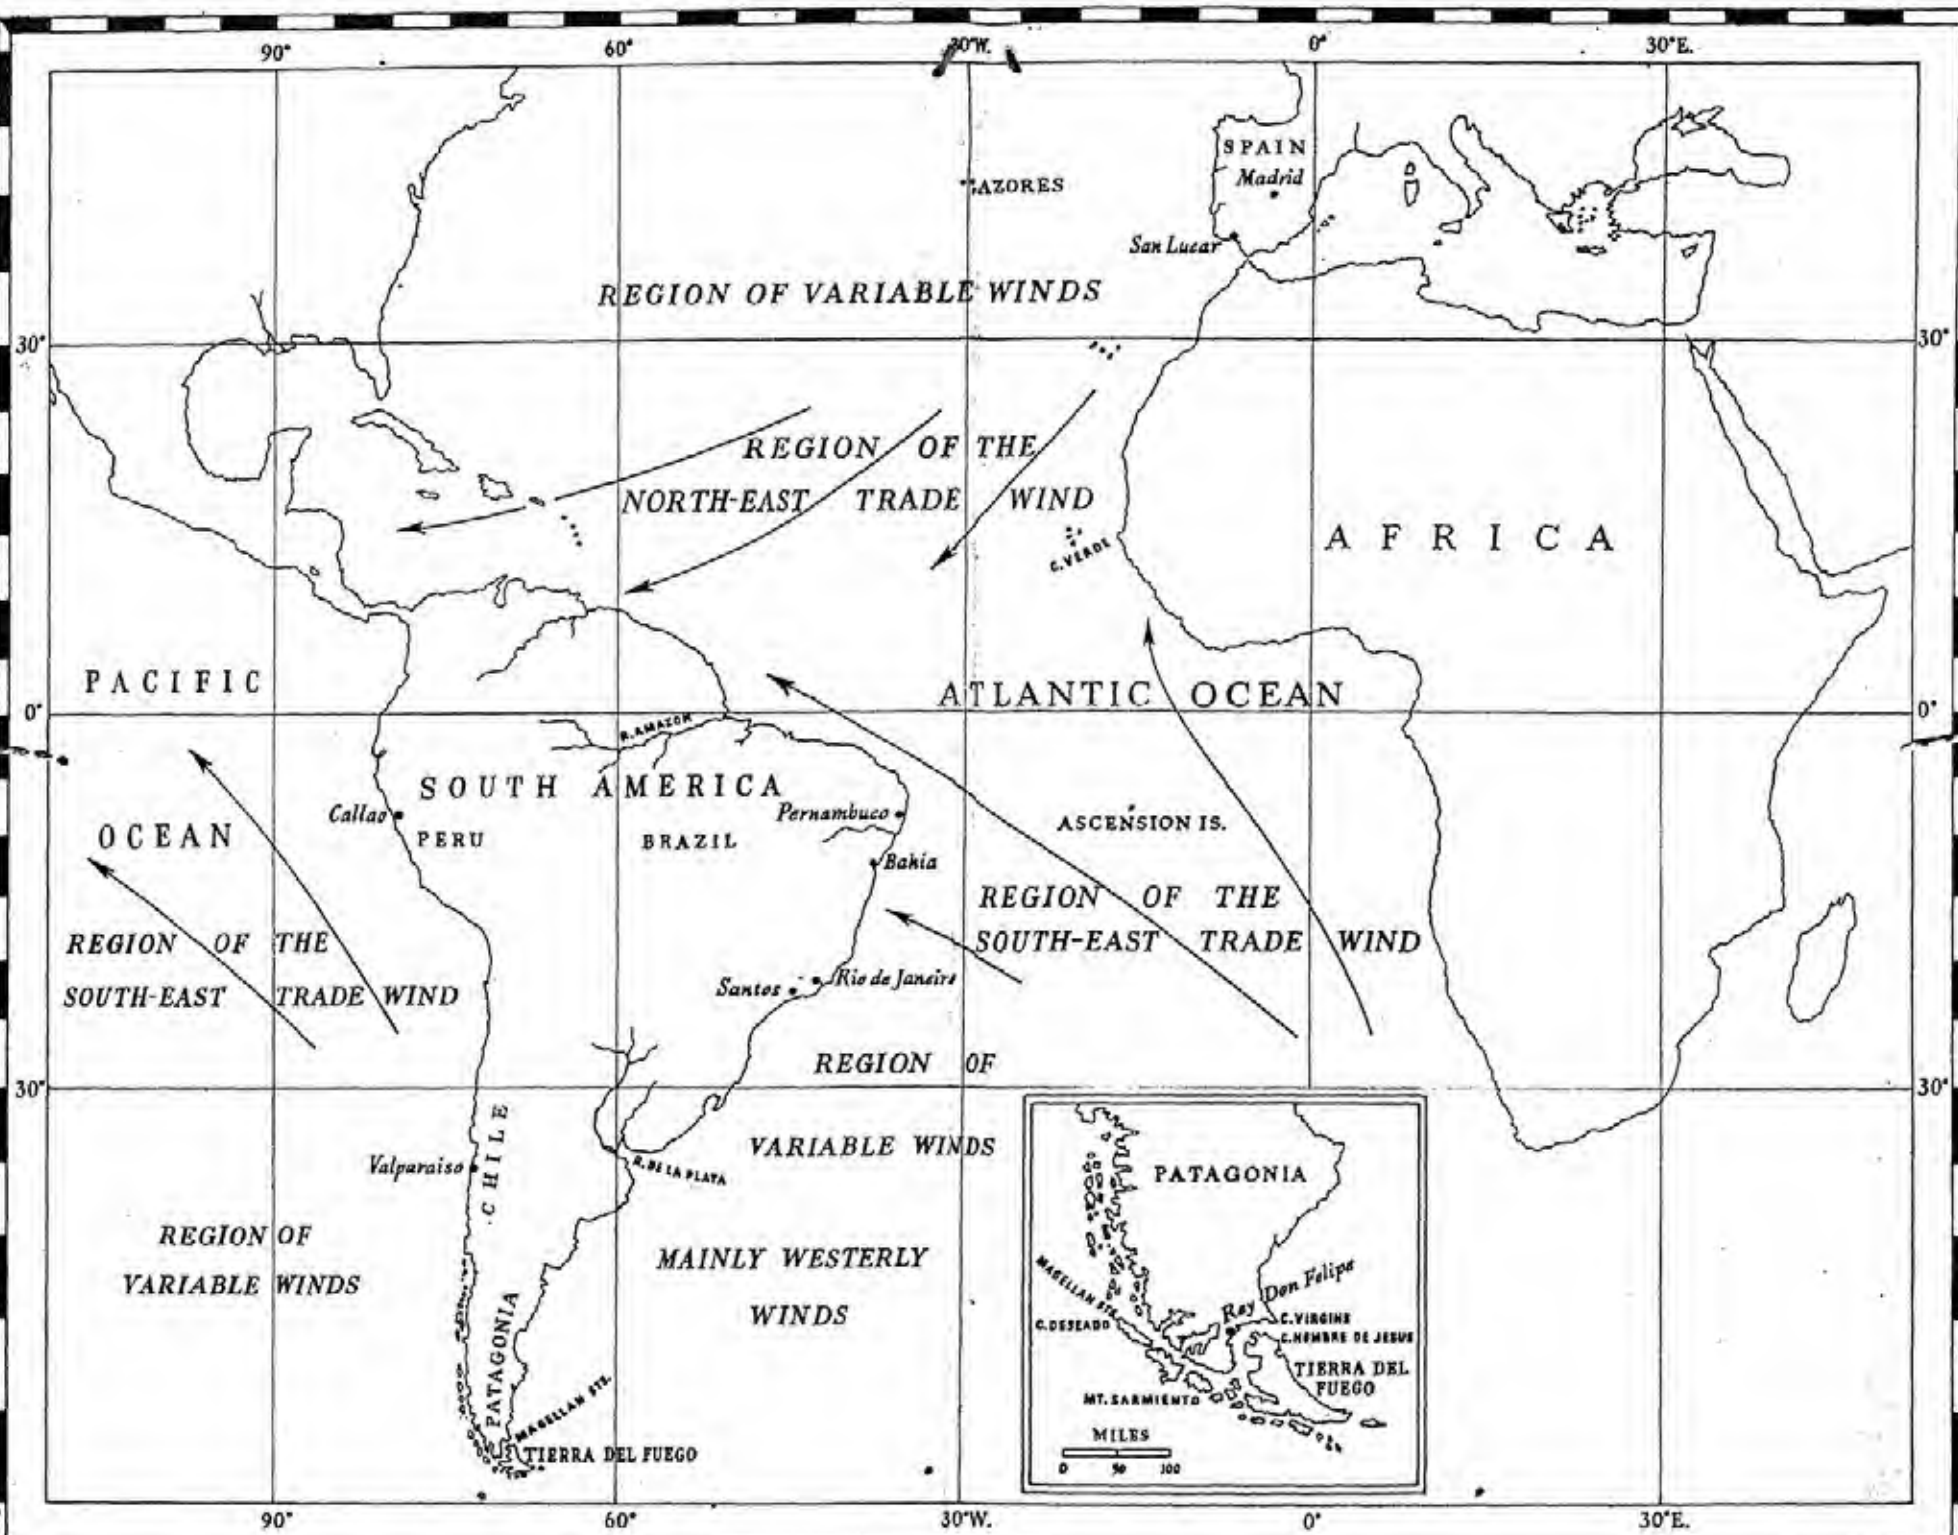 90° 60° 30°W. 0° 30°E.
SPAIN
Madrid
AZORES
San Lucar
REGION OF VARIABLE WINDS
30° 30°
REGION OF THE
NORTH-EAST TRADE WIND
C. VERDE
AFRICA
PACIFIC
ATLANTIC OCEAN
0° 0°
R. AMAZON
SOUTH AMERICA
Callao
PERU
BRAZIL
Pernambuco
ASCENSION IS.
OCEAN
Bahia
REGION OF THE
SOUTH-EAST TRADE WIND
REGION OF THE
SOUTH-EAST TRADE WIND
Santos
Rio de Janeiro
REGION OF
VARIABLE WINDS
30° 30°
CHILE
Valparaiso
R. DE LA PLATA
REGION OF
VARIABLE WINDS
MAINLY WESTERLY
WINDS
PATAGONIA
MAGELLAN STS.
TIERRA DEL FUEGO
PATAGONIA
MAGELLAN STS.
C. DESEADO
Rey Don Felipe
C. VIRGINS
C. NOMBRE DE JESUS
TIERRA DEL
FUEGO
MT. SARMIENTO
MILES
0 50 100
90° 60° 30°W. 0° 30°E.